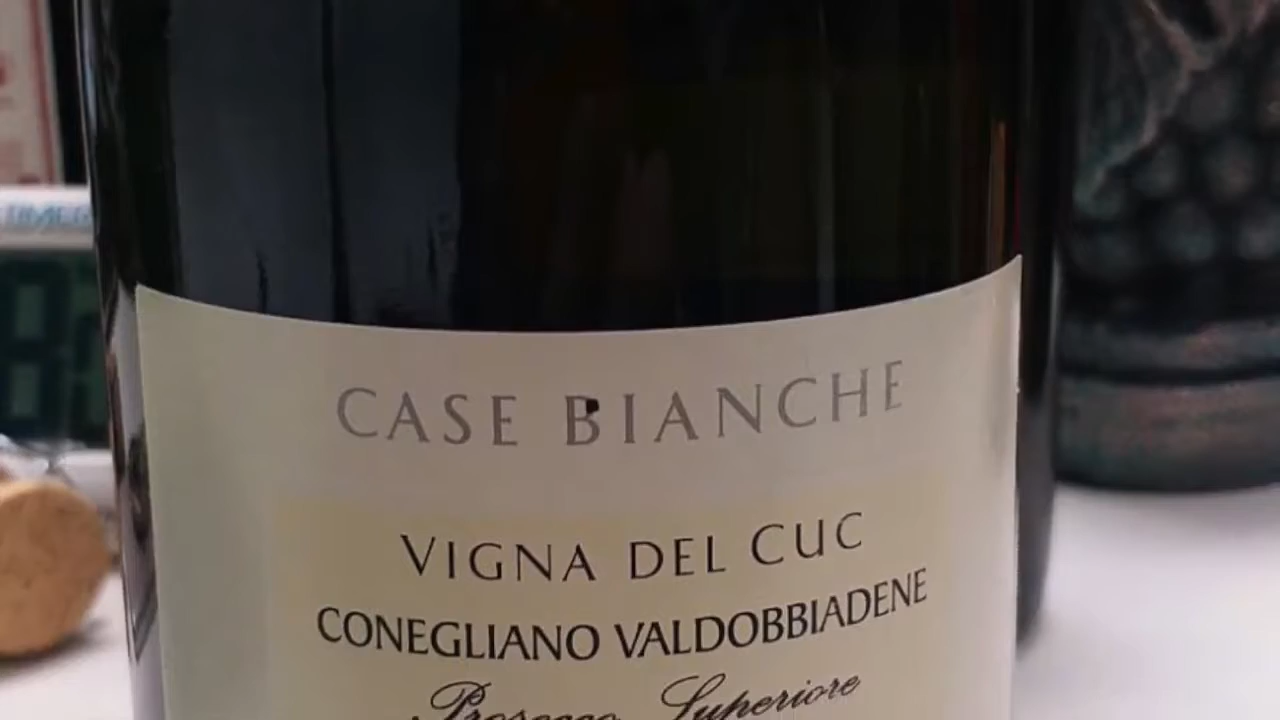 CASE BIANCHE
VIGNA DEL CUC
CONEGLIANO VALDOBBIADENE
Prosecco Superiore